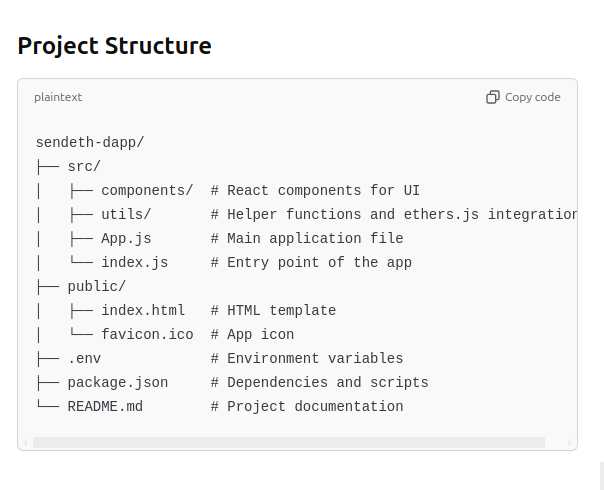 Project Structure
plaintext Copy code
sendeth-dapp/
├── src/
│   ├── components/  # React components for UI
│   ├── utils/       # Helper functions and ethers.js integration
│   ├── App.js       # Main application file
│   └── index.js     # Entry point of the app
├── public/
│   ├── index.html   # HTML template
│   └── favicon.ico  # App icon
├── .env             # Environment variables
├── package.json     # Dependencies and scripts
└── README.md        # Project documentation